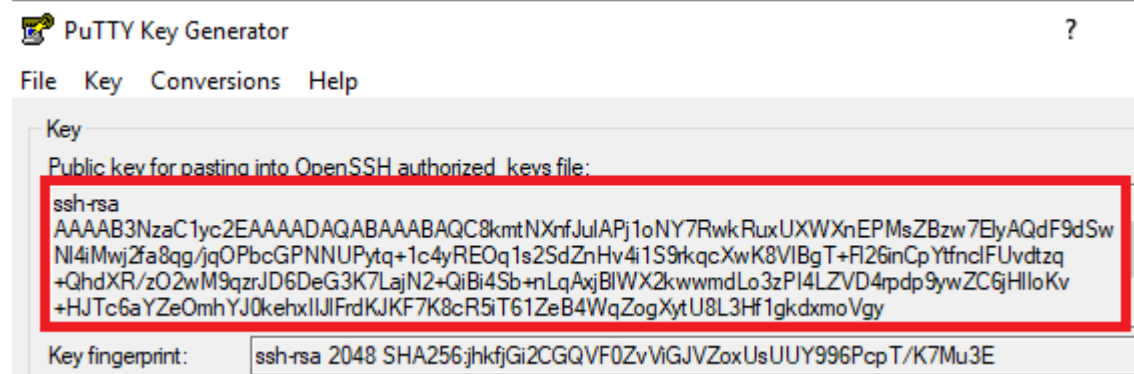 PuTTY Key Generator
?
File Key Conversions Help
Key
Public key for pasting into OpenSSH authorized_keys file:
ssh-rsa
AAAAB3NzaC1yc2EAAAADAQABAAABAQC8kmtNXnfJulAPj1oNY7RwkRuxUXWXnEPMsZBzw7ElyAQdF9dSw
Nl4iMwj2fa8qg/jqOPbcGPNNUPytq+1c4yREOq1s2SdZnHv4i1S9rkqcXwK8VlBgT+Fl26inCpYtfnclFUvdtzq
+QhdXR/zO2wM9qzrJD6DeG3K7LajN2+QiBi4Sb+nLqAxjBlWX2kwwmdLo3zPI4LZVD4rpdp9ywZC6jHlloKv
+HJTc6aYZeOmhYJ0kehxIlJlFrdKJKF7K8cR5iT61ZeB4WqZogXytU8L3Hf1gkdxmoVgy
Key fingerprint:
ssh-rsa 2048 SHA256:jhkfjGi2CGQVF0ZvViGJVZoxUsUUY996PcpT/K7Mu3E